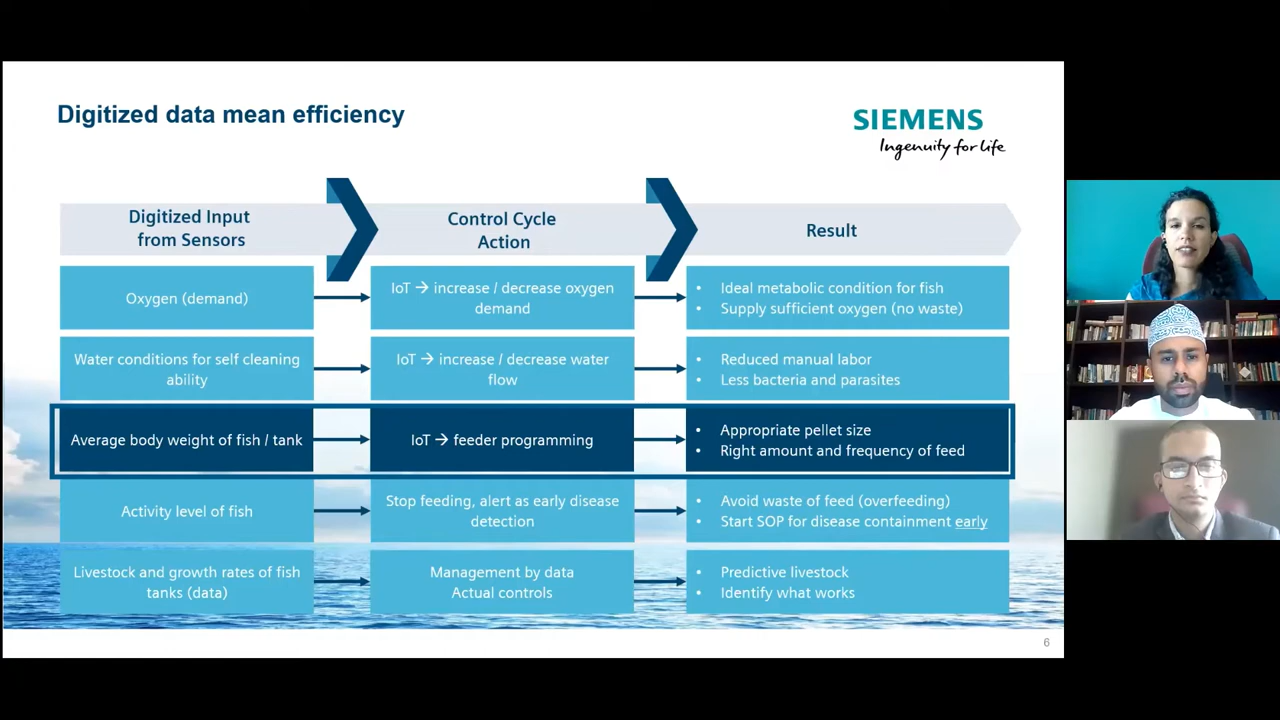 Digitized data mean efficiency
SIEMENS
Ingenuity for life
Digitized Input
from Sensors
Control Cycle
Action
Result
Oxygen (demand)
IoT → increase / decrease oxygen
demand
• Ideal metabolic condition for fish
• Supply sufficient oxygen (no waste)
Water conditions for self cleaning
ability
IoT → increase / decrease water
flow
• Reduced manual labor
• Less bacteria and parasites
Average body weight of fish / tank
IoT → feeder programming
• Appropriate pellet size
• Right amount and frequency of feed
Activity level of fish
Stop feeding, alert as early disease
detection
• Avoid waste of feed (overfeeding)
• Start SOP for disease containment early
Livestock and growth rates of fish
tanks (data)
Management by data
Actual controls
• Predictive livestock
• Identify what works
6